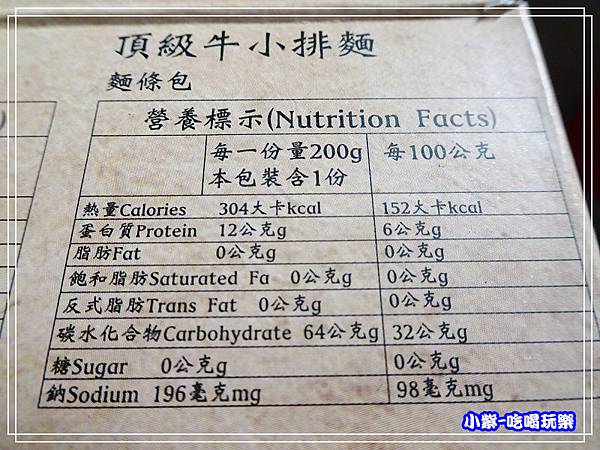 頂級牛小排麵
麵條包
營養標示(Nutrition Facts)
每一份量200g 每100公克
本包裝含1份
熱量Calories 304大卡kcal 152大卡kcal
蛋白質Protein 12公克g 6公克g
脂肪Fat 0公克g 0公克g
飽和脂肪Saturated Fa 0公克g 0公克g
反式脂肪Trans Fat 0公克g 0公克g
碳水化合物Carbohydrate 64公克g 32公克g
糖Sugar 0公克g 0公克g
鈉Sodium 196毫克mg 98毫克mg
小紫-吃喝玩樂